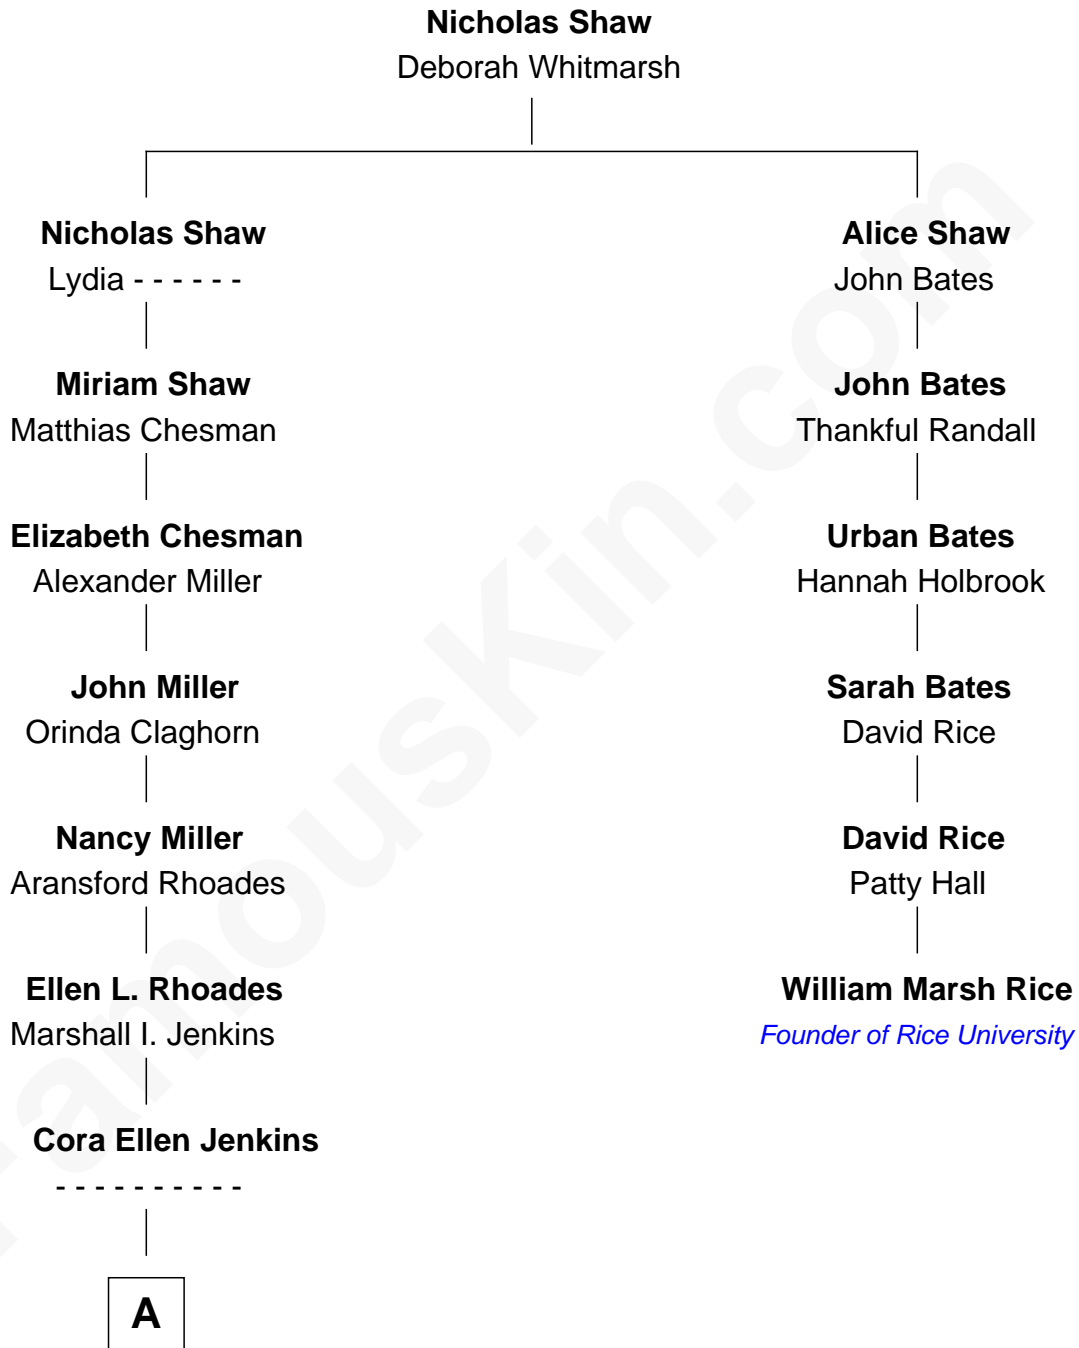 Nicholas Shaw
Deborah Whitmarsh
Nicholas Shaw
Lydia - - - - - -
Miriam Shaw
Matthias Chesman
Elizabeth Chesman
Alexander Miller
John Miller
Orinda Claghorn
Nancy Miller
Aransford Rhoades
Ellen L. Rhoades
Marshall I. Jenkins
Cora Ellen Jenkins
- - - - - - - - - -
A
Alice Shaw
John Bates
John Bates
Thankful Randall
Urban Bates
Hannah Holbrook
Sarah Bates
David Rice
David Rice
Patty Hall
William Marsh Rice
Founder of Rice University
FamousKin.com